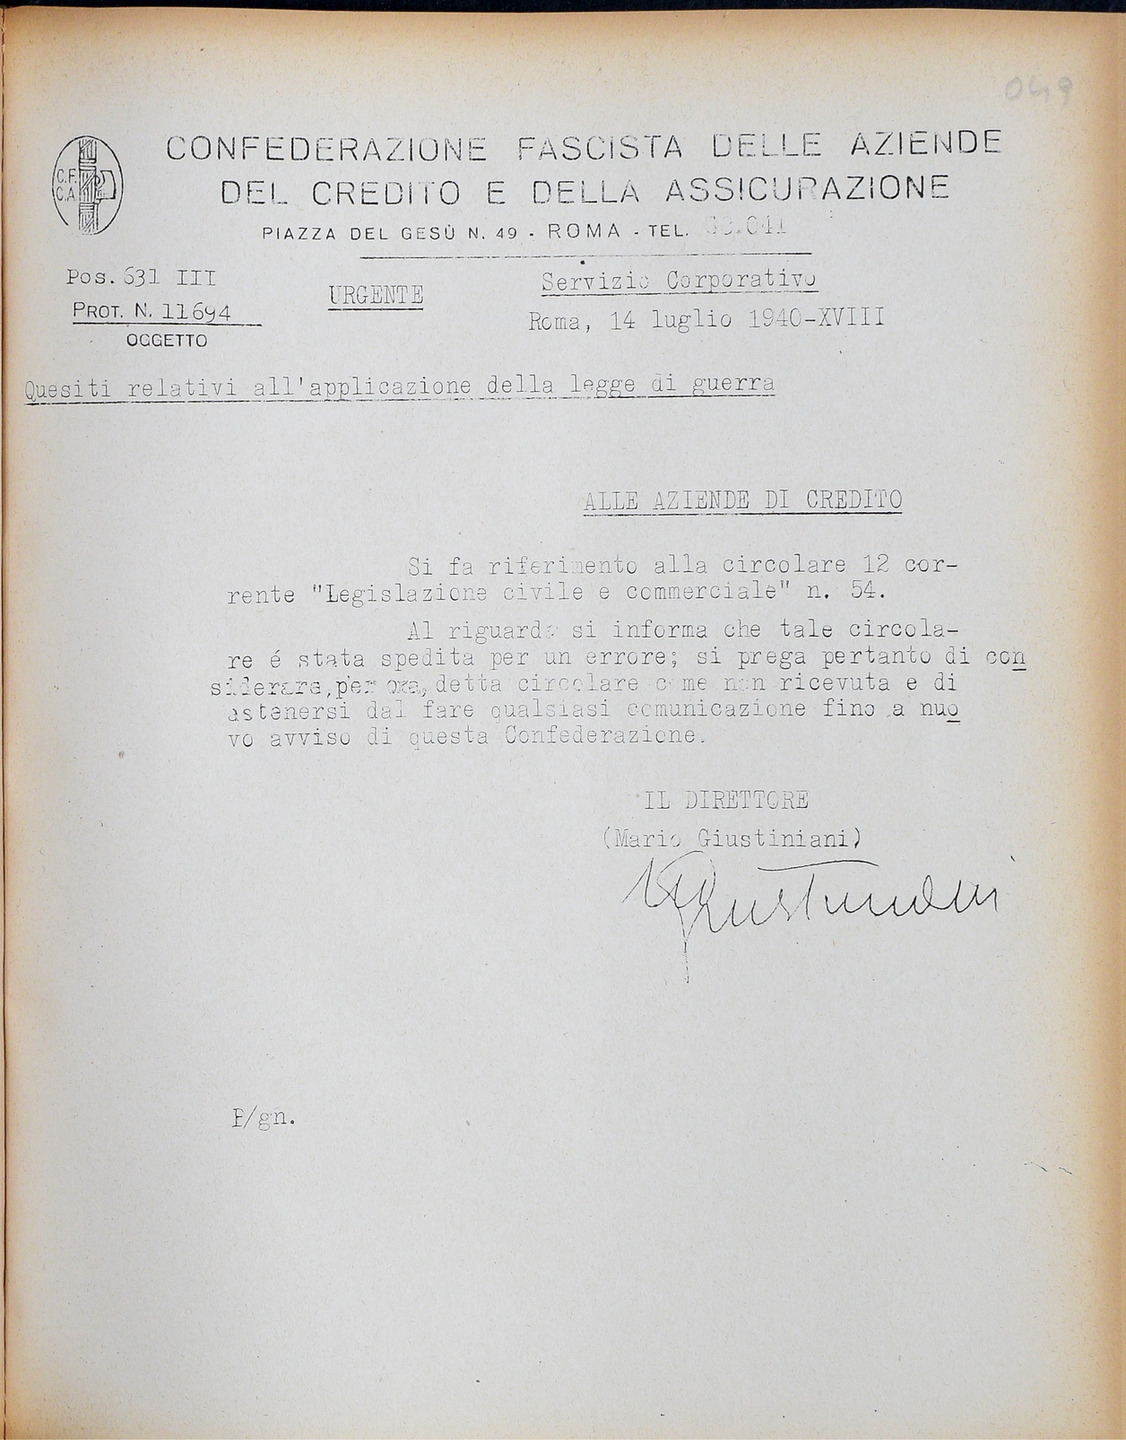 049
CONFEDERAZIONE FASCISTA DELLE AZIENDE
C.F.
C.A.
DEL CREDITO E DELLA ASSICURAZIONE
PIAZZA DEL GESÙ N. 49 - ROMA - TEL.
Pos. 631 III
URGENTE
Servizio Corporativo
PROT. N. 11694
Roma, 14 luglio 1940-XVIII
OGGETTO
Quesiti relativi all'applicazione della legge di guerra
ALLE AZIENDE DI CREDITO
Si fa riferimento alla circolare 12 cor-
rente "Legislazione civile e commerciale" n. 54.
Al riguardo si informa che tale circola-
re é stata spedita per un errore; si prega pertanto di con
siderare, per ora, detta circolare come non ricevuta e di
astenersi dal fare qualsiasi comunicazione fino a nuo
vo avviso di questa Confederazione.
IL DIRETTORE
(Mario Giustiniani)
Giustiniani
P/gn.